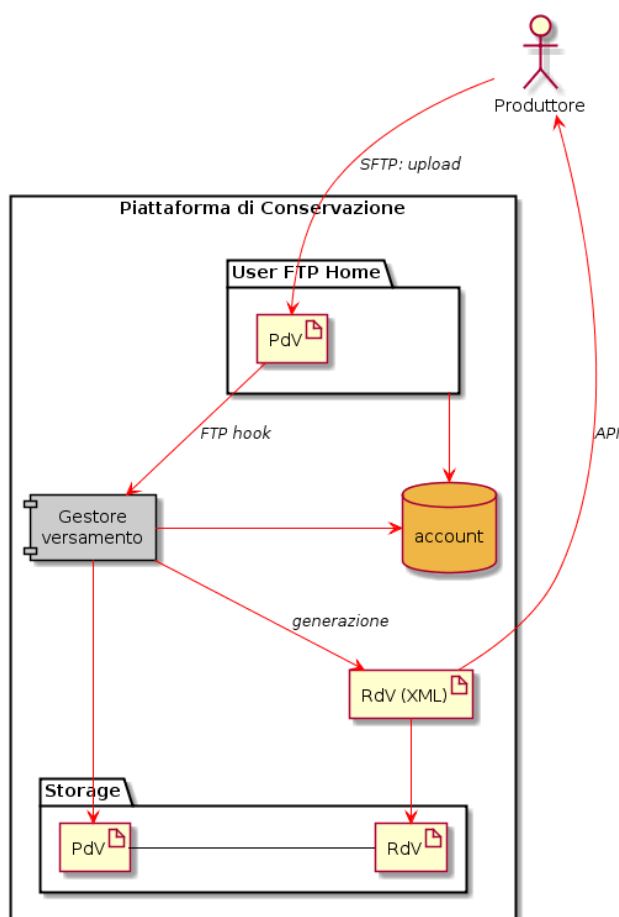 Produttore
SFTP: upload
Piattaforma di Conservazione
User FTP Home
PdV
FTP hook
API
Gestore
versamento
account
generazione
RdV (XML)
Storage
PdV
RdV